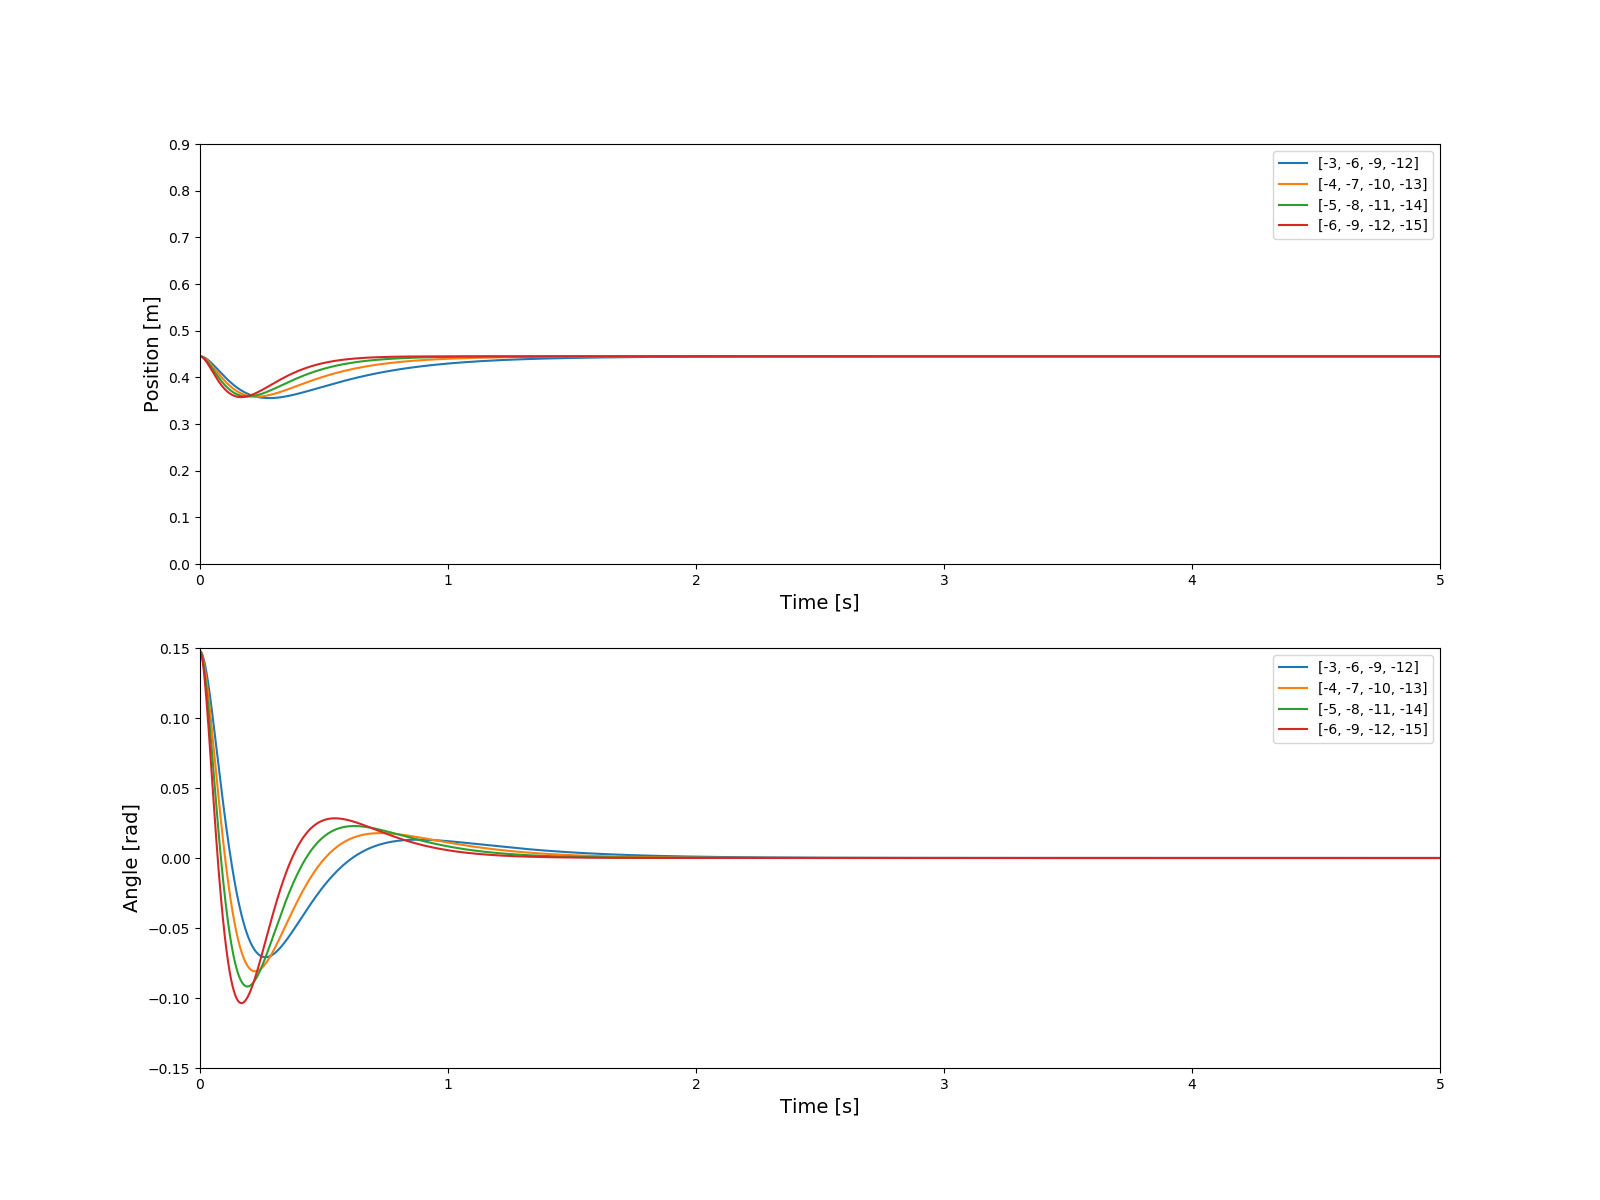 0.9
0.8
0.7
0.6
0.5
0.4
0.3
0.2
0.1
0.0
Position [m]
0 1 2 3 4 5
Time [s]
[-3, -6, -9, -12]
[-4, -7, -10, -13]
[-5, -8, -11, -14]
[-6, -9, -12, -15]
0.15
0.10
0.05
0.00
−0.05
−0.10
−0.15
Angle [rad]
0 1 2 3 4 5
Time [s]
[-3, -6, -9, -12]
[-4, -7, -10, -13]
[-5, -8, -11, -14]
[-6, -9, -12, -15]